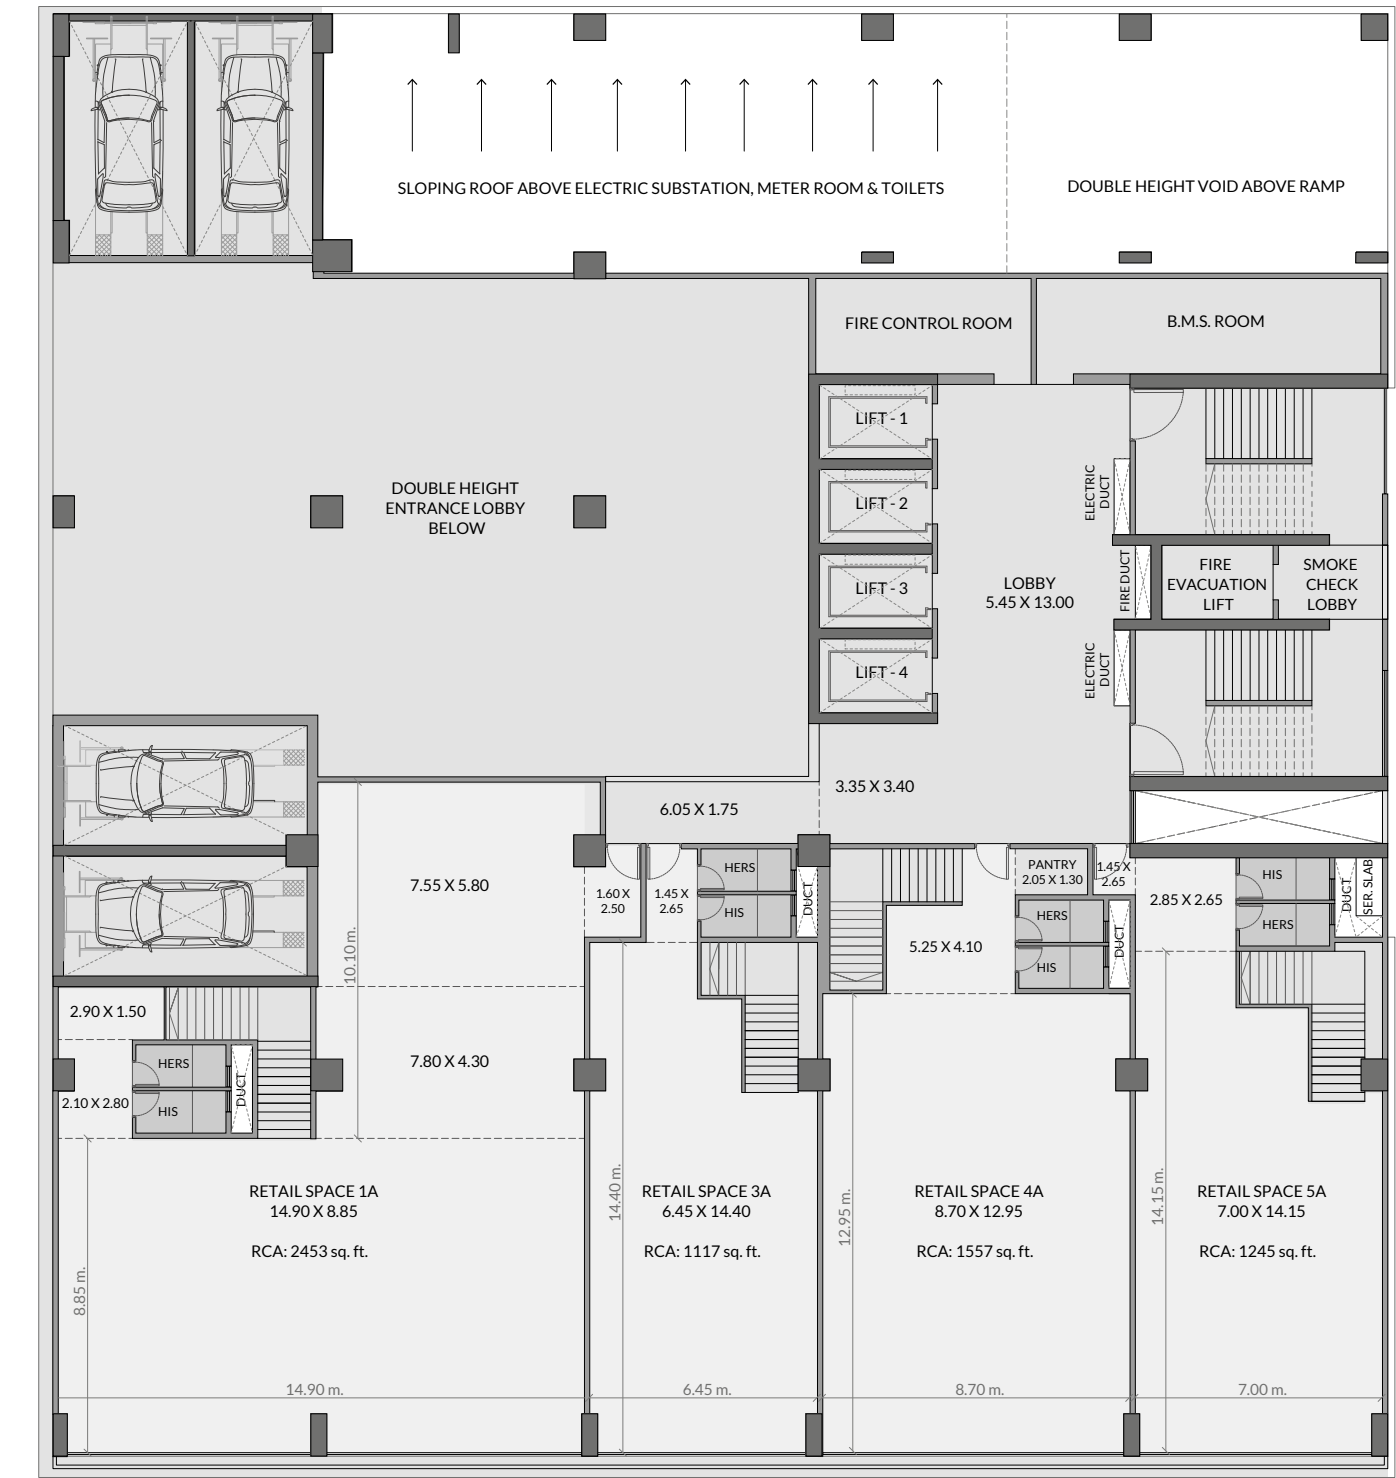 SLOPING ROOF ABOVE ELECTRIC SUBSTATION, METER ROOM & TOILETS
DOUBLE HEIGHT VOID ABOVE RAMP
FIRE CONTROL ROOM
B.M.S. ROOM
LIFT - 1
LIFT - 2
LIFT - 3
LIFT - 4
DOUBLE HEIGHT
ENTRANCE LOBBY
BELOW
LOBBY
5.45 X 13.00
ELECTRIC
DUCT
FIRE DUCT
ELECTRIC
DUCT
FIRE
EVACUATION
LIFT
SMOKE
CHECK
LOBBY
3.35 X 3.40
6.05 X 1.75
7.55 X 5.80
10.10 m.
1.60 X
2.50
1.45 X
2.65
HERS
HIS
DUCT
PANTRY
2.05 X 1.30
1.45 X
2.65
5.25 X 4.10
HERS
HIS
DUCT
2.85 X 2.65
HIS
HERS
DUCT
SER. SLAB
2.90 X 1.50
HERS
HIS
DUCT
2.10 X 2.80
7.80 X 4.30
RETAIL SPACE 1A
14.90 X 8.85
RCA: 2453 sq. ft.
8.85 m.
14.90 m.
RETAIL SPACE 3A
6.45 X 14.40
RCA: 1117 sq. ft.
14.40 m.
6.45 m.
RETAIL SPACE 4A
8.70 X 12.95
RCA: 1557 sq. ft.
12.95 m.
8.70 m.
RETAIL SPACE 5A
7.00 X 14.15
RCA: 1245 sq. ft.
14.15 m.
7.00 m.